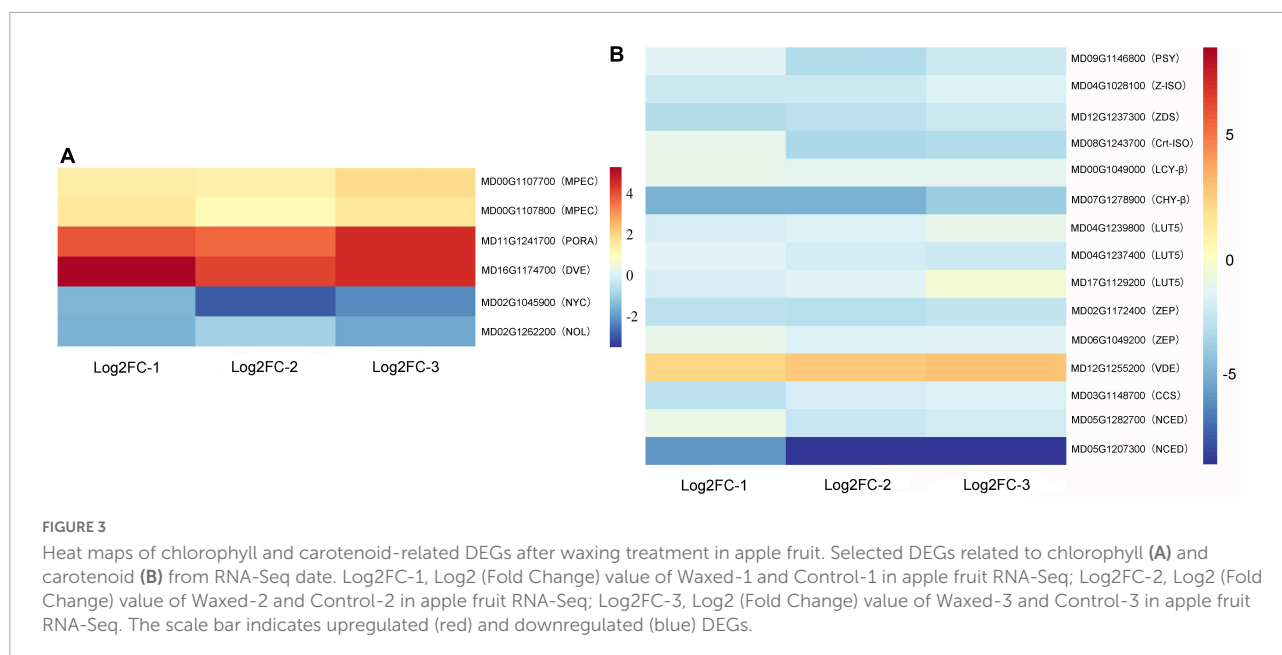 A
MD00G1107700（MPEC）
MD00G1107800（MPEC）
MD11G1241700（PORA）
MD16G1174700（DVE）
MD02G1045900（NYC）
MD02G1262200（NOL）
4
2
0
-2
Log2FC-1 Log2FC-2 Log2FC-3
B
MD09G1146800（PSY）
MD04G1028100（Z-ISO）
MD12G1237300（ZDS）
MD08G1243700（Crt-ISO）
MD00G1049000（LCY-β）
MD07G1278900（CHY-β）
MD04G1239800（LUT5）
MD04G1237400（LUT5）
MD17G1129200（LUT5）
MD02G1172400（ZEP）
MD06G1049200（ZEP）
MD12G1255200（VDE）
MD03G1148700（CCS）
MD05G1282700（NCED）
MD05G1207300（NCED）
5
0
-5
Log2FC-1 Log2FC-2 Log2FC-3
FIGURE 3
Heat maps of chlorophyll and carotenoid-related DEGs after waxing treatment in apple fruit. Selected DEGs related to chlorophyll (A) and
carotenoid (B) from RNA-Seq date. Log2FC-1, Log2 (Fold Change) value of Waxed-1 and Control-1 in apple fruit RNA-Seq; Log2FC-2, Log2 (Fold
Change) value of Waxed-2 and Control-2 in apple fruit RNA-Seq; Log2FC-3, Log2 (Fold Change) value of Waxed-3 and Control-3 in apple fruit
RNA-Seq. The scale bar indicates upregulated (red) and downregulated (blue) DEGs.